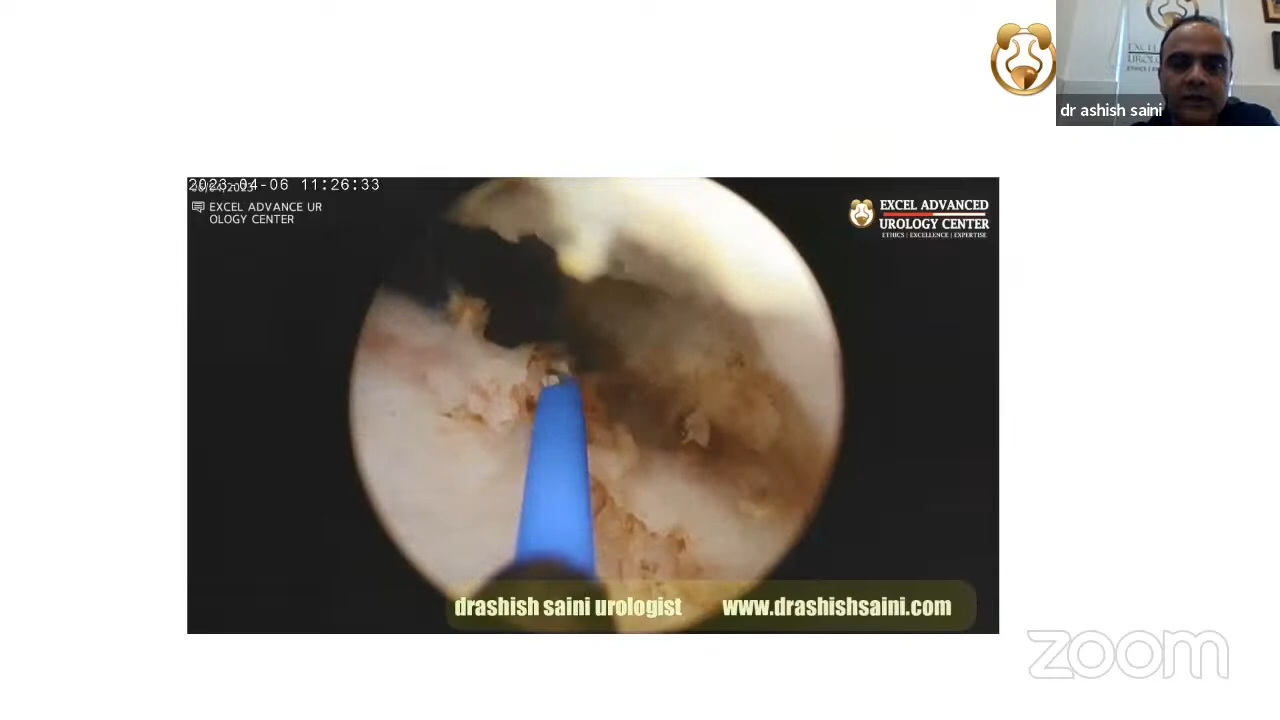 dr ashish saini
2023-04-06 11:26:33
EXCEL ADVANCE UR
OLOGY CENTER
EXCEL ADVANCED
UROLOGY CENTER
ETHICS | EXCELLENCE | EXPERTISE
drashish saini urologist www.drashishsaini.com
zoom